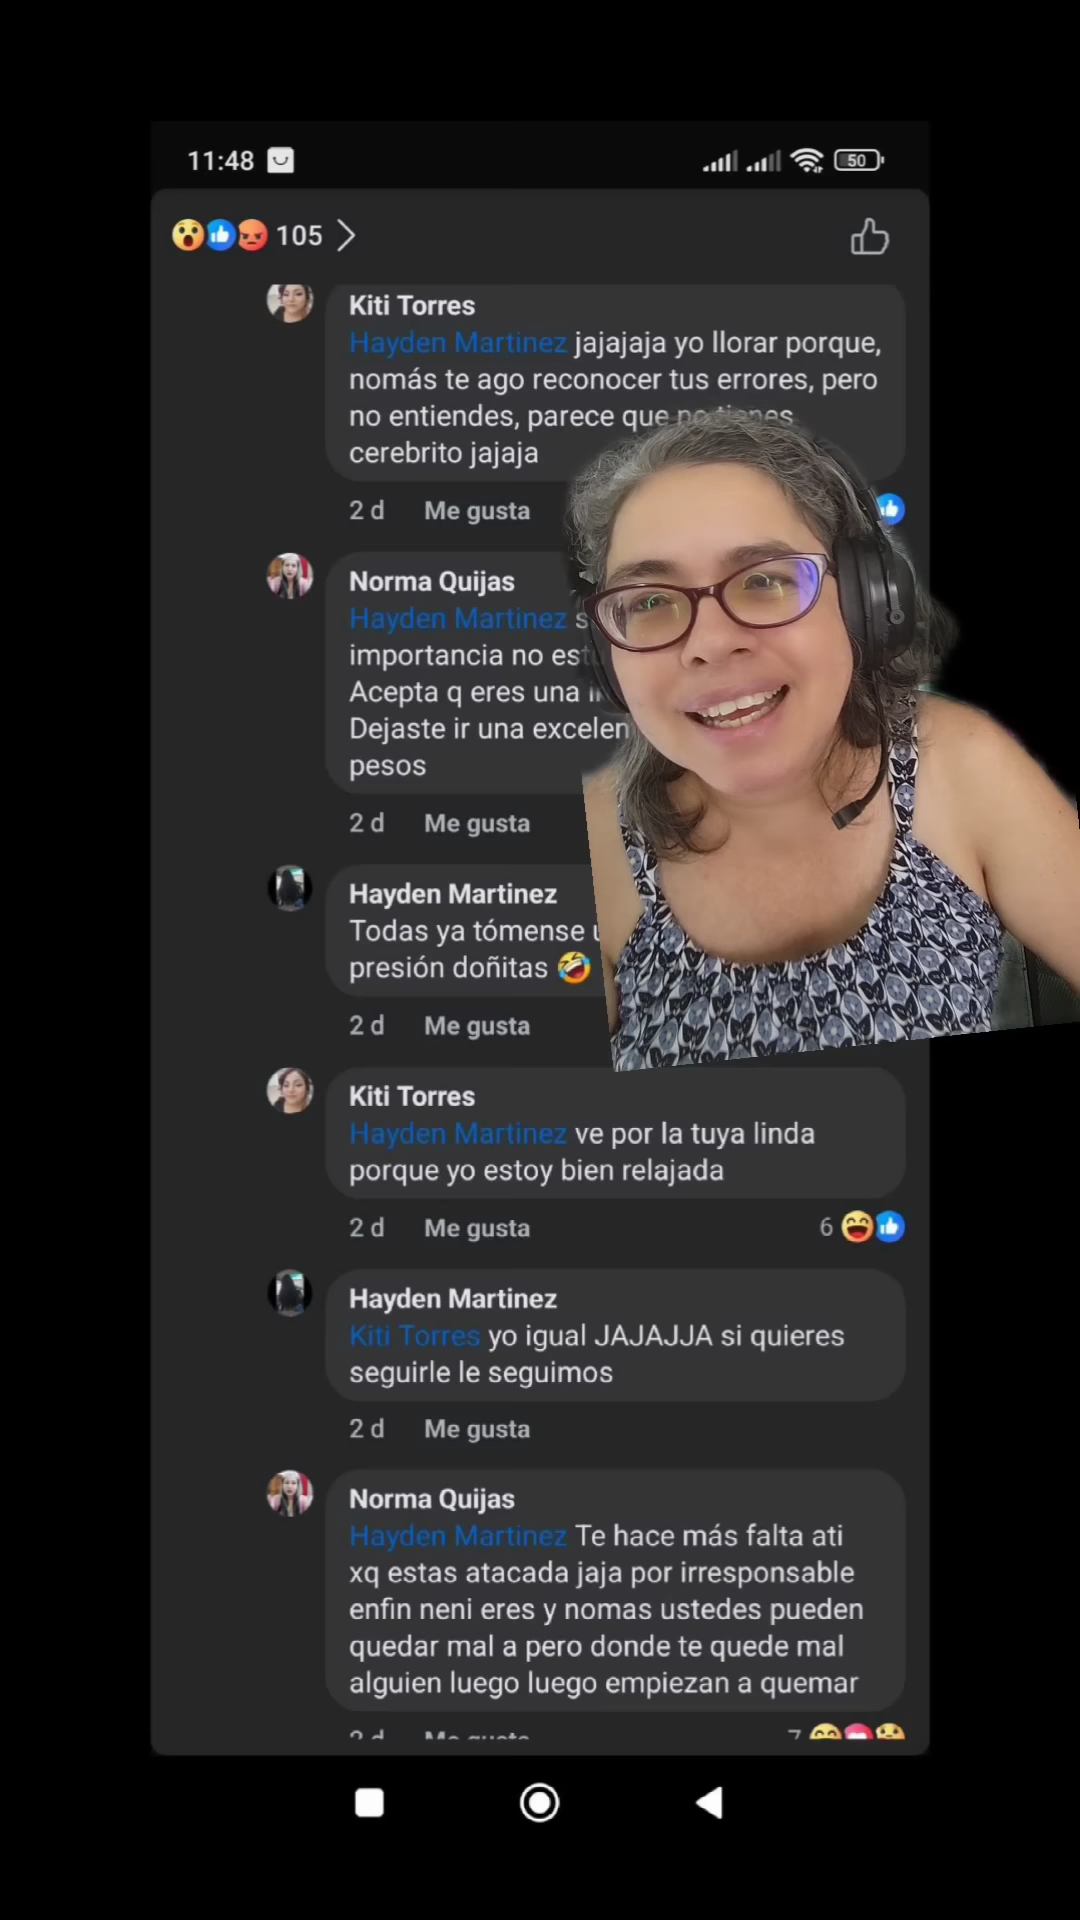 11:48
50
105
Kiti Torres
Hayden Martinez jajajaja yo llorar porque,
nomás te ago reconocer tus errores, pero
no entiendes, parece que no tienes
cerebrito jajaja
2 d Me gusta
Norma Quijas
Hayden Martinez
importancia no
Acepta q eres una
Dejaste ir una
pesos
2 d Me gusta
Hayden Martinez
Todas ya tómense
presión doñitas 🤣
2 d Me gusta
Kiti Torres
Hayden Martinez ve por la tuya linda
porque yo estoy bien relajada
2 d Me gusta 6
Hayden Martinez
Kiti Torres yo igual JAJAJJA si quieres
seguirle le seguimos
2 d Me gusta
Norma Quijas
Hayden Martinez Te hace más falta ati
xq estas atacada jaja por irresponsable
enfin neni eres y nomas ustedes pueden
quedar mal a pero donde te quede mal
alguien luego luego empiezan a quemar
2 d Me gusta 7